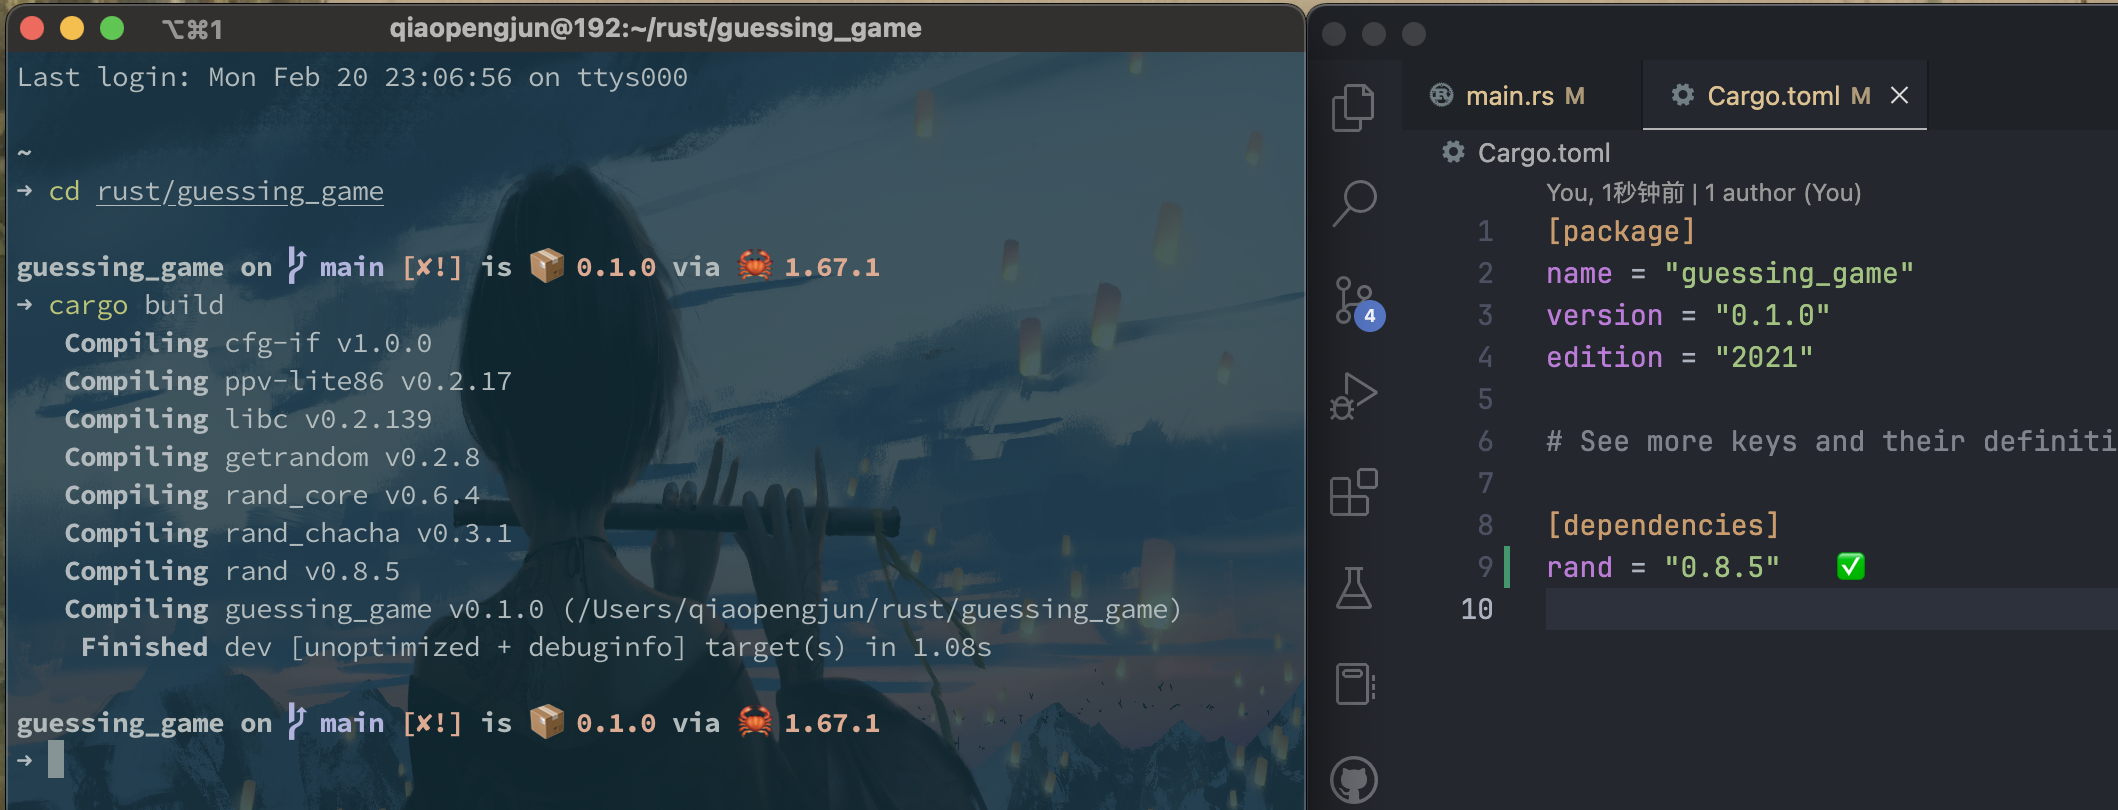 ⌥⌘1
qiaopengjun@192:~/rust/guessing_game
Last login: Mon Feb 20 23:06:56 on ttys000
~
→ cd rust/guessing_game
guessing_game on main [✘!] is 📦 0.1.0 via 🦀 1.67.1
→ cargo build
Compiling cfg-if v1.0.0
Compiling ppv-lite86 v0.2.17
Compiling libc v0.2.139
Compiling getrandom v0.2.8
Compiling rand_core v0.6.4
Compiling rand_chacha v0.3.1
Compiling rand v0.8.5
Compiling guessing_game v0.1.0 (/Users/qiaopengjun/rust/guessing_game)
Finished dev [unoptimized + debuginfo] target(s) in 1.08s
guessing_game on main [✘!] is 📦 0.1.0 via 🦀 1.67.1
→
4
main.rs M
Cargo.toml M
Cargo.toml
You, 1秒钟前 | 1 author (You)
1 [package]
2 name = "guessing_game"
3 version = "0.1.0"
4 edition = "2021"
5
6 # See more keys and their definiti
7
8 [dependencies]
9 rand = "0.8.5" ✅
10